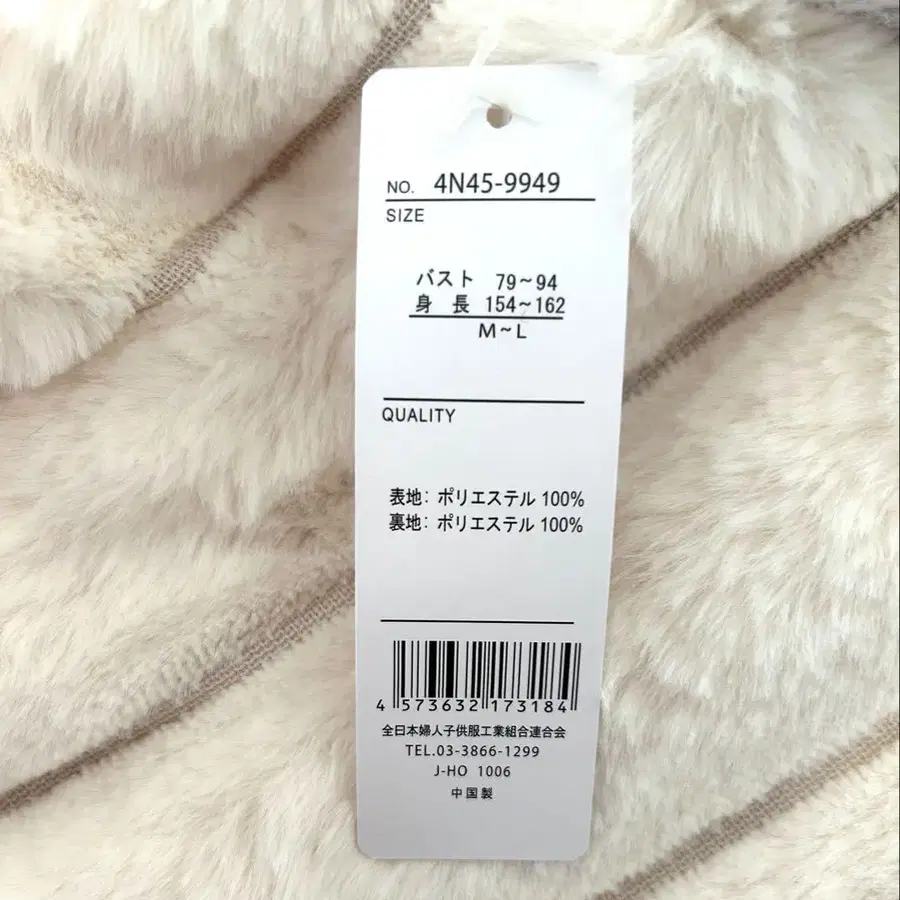 NO. 4N45-9949
SIZE
バスト 79~94
身 長 154~162
M~L
QUALITY
表地: ポリエステル 100%
裏地: ポリエステル 100%
4 573632 173184
全日本婦人子供服工業組合連合会
TEL.03-3866-1299
J-HO 1006
中国製